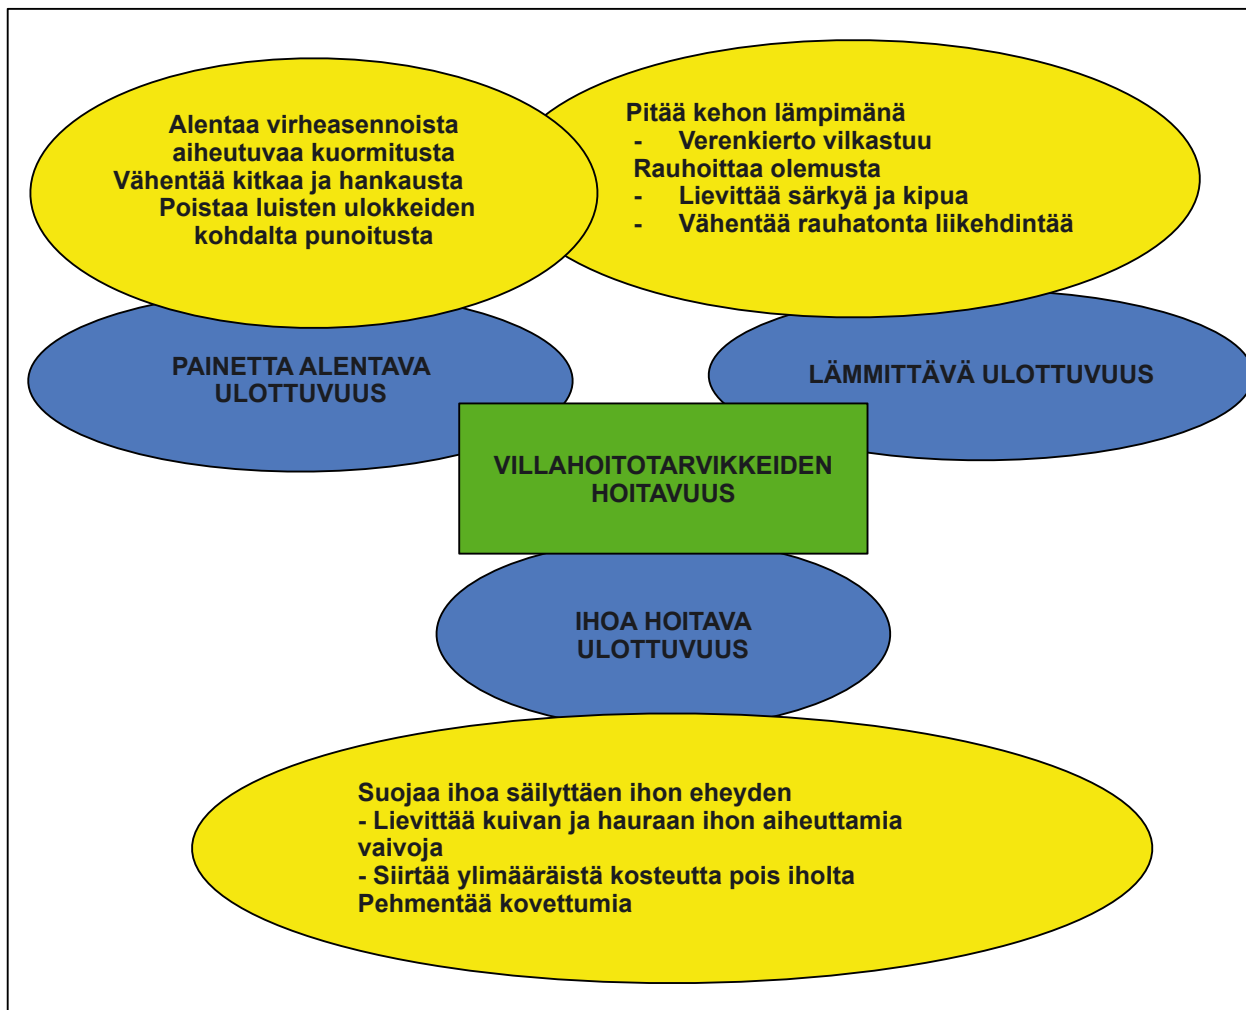 Alentaa virheasennoista
aiheutuvaa kuormitusta
Vähentää kitkaa ja hankausta
Poistaa luisten ulokkeiden
kohdalta punoitusta
Pitää kehon lämpimänä
- Verenkierto vilkastuu
Rauhoittaa olemusta
- Lievittää särkyä ja kipua
- Vähentää rauhatonta liikehdintää
PAINETTA ALENTAVA
ULOTTUVUUS
LÄMMITTÄVÄ ULOTTUVUUS
VILLAHOITOTARVIKKEIDEN
HOITAVUUS
IHOA HOITAVA
ULOTTUVUUS
Suojaa ihoa säilyttäen ihon eheyden
- Lievittää kuivan ja hauraan ihon aiheuttamia
vaivoja
- Siirtää ylimääräistä kosteutta pois iholta
Pehmentää kovettumia